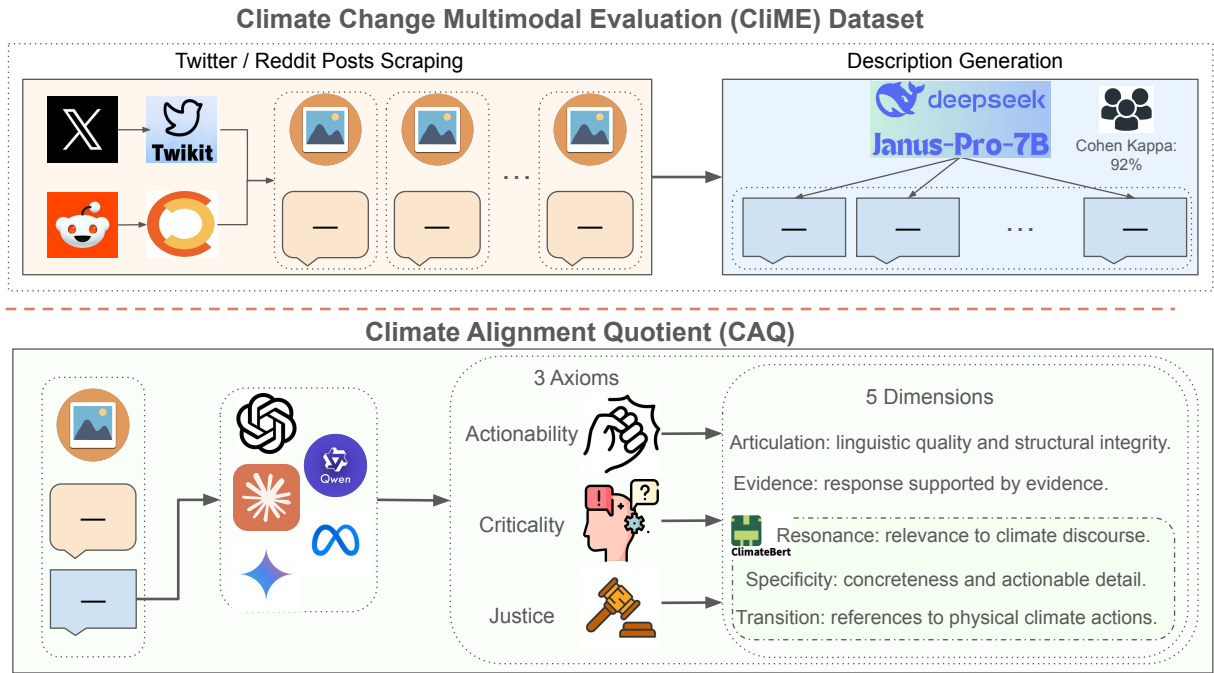 Climate Change Multimodal Evaluation (CliME) Dataset
Twitter / Reddit Posts Scraping
Description Generation
Twikit
deepseek
Janus-Pro-7B
Cohen Kappa:
92%
Climate Alignment Quotient (CAQ)
3 Axioms
5 Dimensions
Actionability
Articulation: linguistic quality and structural integrity.
Qwen
Evidence: response supported by evidence.
Criticality
ClimateBert
Resonance: relevance to climate discourse.
Specificity: concreteness and actionable detail.
Justice
Transition: references to physical climate actions.